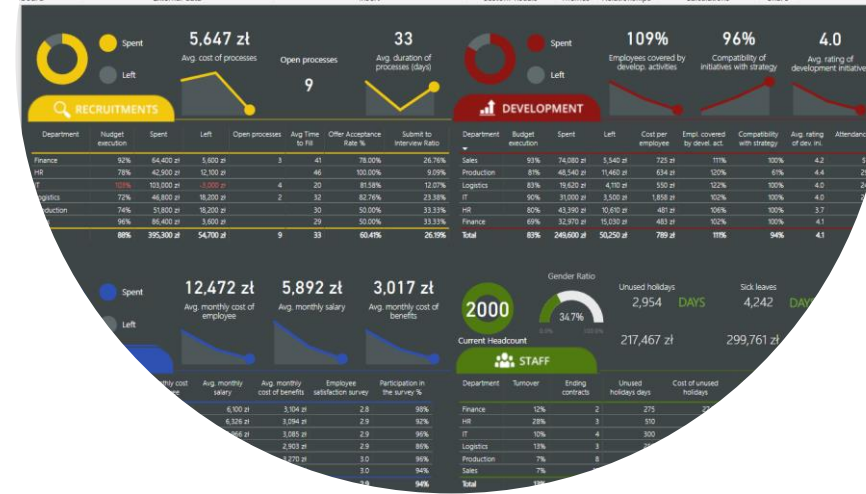 Spent
Left
5,647 zł
Avg. cost of processes
Open processes
9
33
Avg. duration of
processes (days)
RECRUITMENTS
Department Nudget execution Spent Left Open processes Avg Time to Fill Offer Acceptance Rate % Submit to Interview Ratio
Finance 92% 64,400 zł 5,600 zł 3 41 78.00% 26.76%
HR 78% 42,900 zł 12,100 zł 46 100.00% 9.09%
103% 103,000 zł -3,000 zł 4 20 81.58% 12.07%
72% 46,800 zł 18,200 zł 2 32 82.76% 23.38%
74% 51,800 zł 18,200 zł 30 50.00% 33.33%
96% 86,400 zł 3,600 zł 29 50.00% 33.33%
88% 395,300 zł 54,700 zł 9 33 60.41% 26.19%
Spent
Left
109%
Employees covered by
develop. activities
96%
Compatibility of
initiatives with strategy
4.0
Avg. rating of
development initiative
DEVELOPMENT
Department Budget execution Spent Left Cost per employee Empl. covered by devel. act. Compatibility with strategy Avg. rating of dev. ini.
Sales 93% 74,080 zł 5,540 zł 725 zł 111% 100% 4.2
Production 81% 48,540 zł 11,460 zł 634 zł 120% 61% 4.4
Logistics 83% 19,620 zł 4,110 zł 550 zł 122% 100% 4.0
IT 90% 31,000 zł 3,500 zł 1,858 zł 102% 100% 4.0
HR 80% 43,390 zł 10,610 zł 481 zł 106% 100% 3.7
Finance 69% 32,970 zł 15,030 zł 483 zł 102% 100% 4.1
Total 83% 249,600 zł 50,250 zł 789 zł 111% 94% 4.1
Spent
Left
12,472 zł
Avg. monthly cost of
employee
5,892 zł
Avg. monthly salary
3,017 zł
Avg. monthly cost of
benefits
cost Avg. monthly salary Avg. monthly cost of benefits Employee satisfaction survey Participation in the survey %
6,100 zł 3,104 zł 2.8 98%
6,326 zł 3,094 zł 2.9 92%
3,085 zł 2.9 96%
2,903 zł 2.9 86%
3,270 zł 3.0 96%
3.0 94%
2.9 94%
2000
Current Headcount
Gender Ratio
34.7%
0.0% 100.0%
Unused holidays
2,954 DAYS
217,467 zł
Sick leaves
4,242
299,761 zł
STAFF
Department Turnover Ending contracts Unused holidays days Cost of unused holidays
Finance 12% 2 275
HR 28% 3 510
IT 10% 4 300
Logistics 13% 3
Production 7% 8
Sales 7%
Total